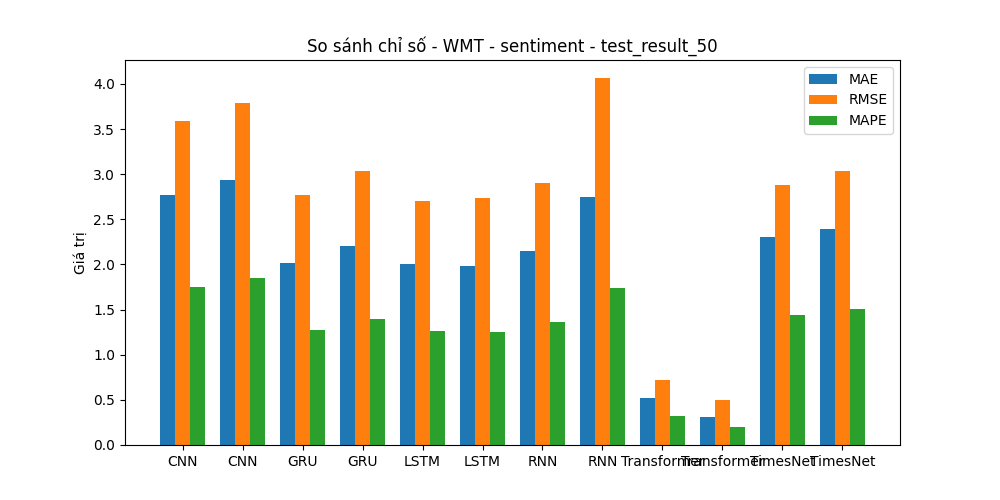 So sánh chỉ số - WMT - sentiment - test_result_50
MAE
RMSE
MAPE
Giá trị
4.0
3.5
3.0
2.5
2.0
1.5
1.0
0.5
0.0
CNN CNN GRU GRU LSTM LSTM RNN RNN Transformer Transformer TimesNet TimesNet